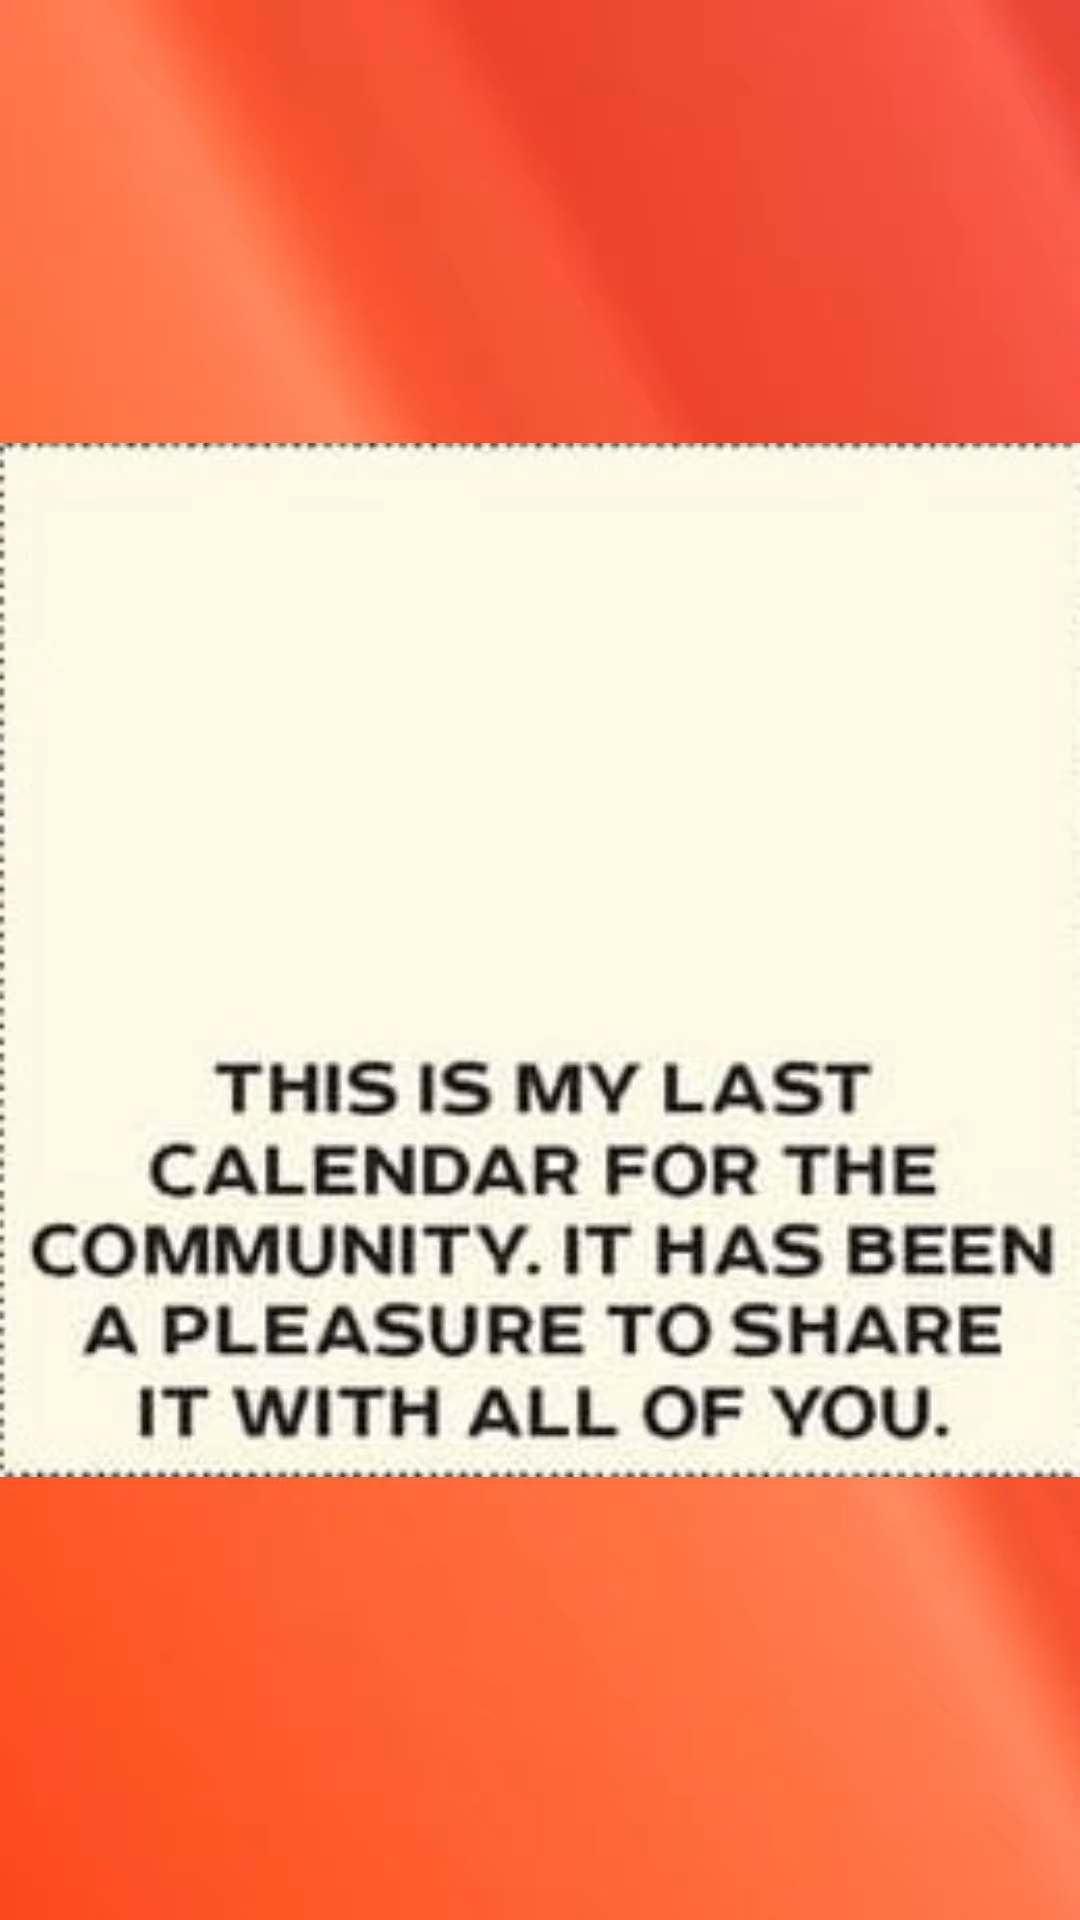 THIS IS MY LAST
CALENDAR FOR THE
COMMUNITY. IT HAS BEEN
A PLEASURE TO SHARE
IT WITH ALL OF YOU.